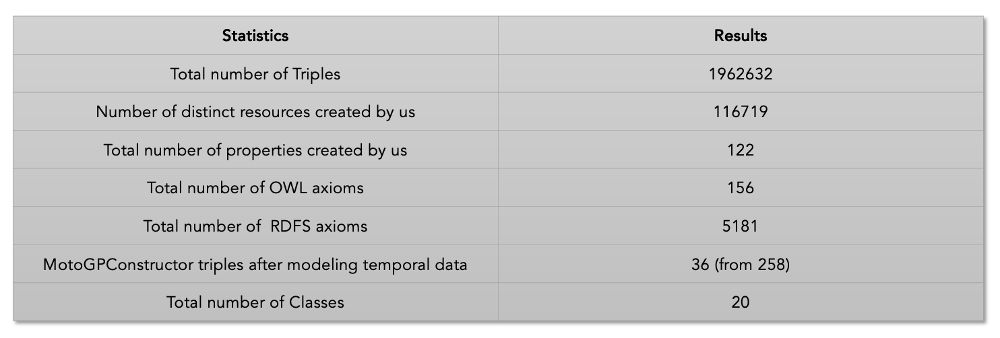 Statistics Results
Total number of Triples 1962632
Number of distinct resources created by us 116719
Total number of properties created by us 122
Total number of OWL axioms 156
Total number of  RDFS axioms 5181
MotoGPConstructor triples after modeling temporal data 36 (from 258)
Total number of Classes 20